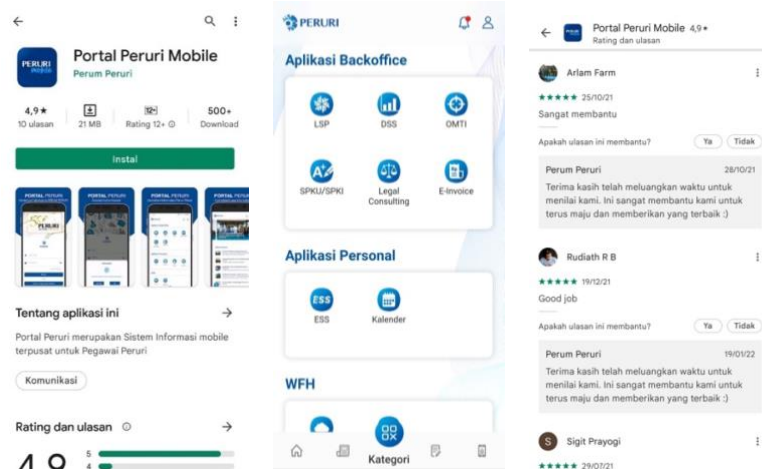 PERURI
mobile
Portal Peruri Mobile
Perum Peruri
4,9★
10 ulasan
21 MB
12+
Rating 12+
500+
Download
Instal
PORTAL PERURI
PORTAL PERURI
PORTAL PERURI
PERURI
Tentang aplikasi ini
Portal Peruri merupakan Sistem Informasi mobile
terpusat untuk Pegawai Peruri
Komunikasi
Rating dan ulasan
4,9
5
4
PERURI
Aplikasi Backoffice
LSP
DSS
OMTI
SPKU/SPKI
Legal
Consulting
E-Invoice
Aplikasi Personal
ESS
ESS
Kalender
WFH
Kategori
Portal Peruri Mobile 4,9★
Rating dan ulasan
Arlam Farm
★★★★★ 25/10/21
Sangat membantu
Apakah ulasan ini membantu? Ya Tidak
Perum Peruri 28/10/21
Terima kasih telah meluangkan waktu untuk
menilai kami. Ini sangat membantu kami untuk
terus maju dan memberikan yang terbaik :)
Rudiath R B
★★★★★ 19/12/21
Good job
Apakah ulasan ini membantu? Ya Tidak
Perum Peruri 19/01/22
Terima kasih telah meluangkan waktu untuk
menilai kami. Ini sangat membantu kami untuk
terus maju dan memberikan yang terbaik :)
S
Sigit Prayogi
★★★★★ 29/07/21